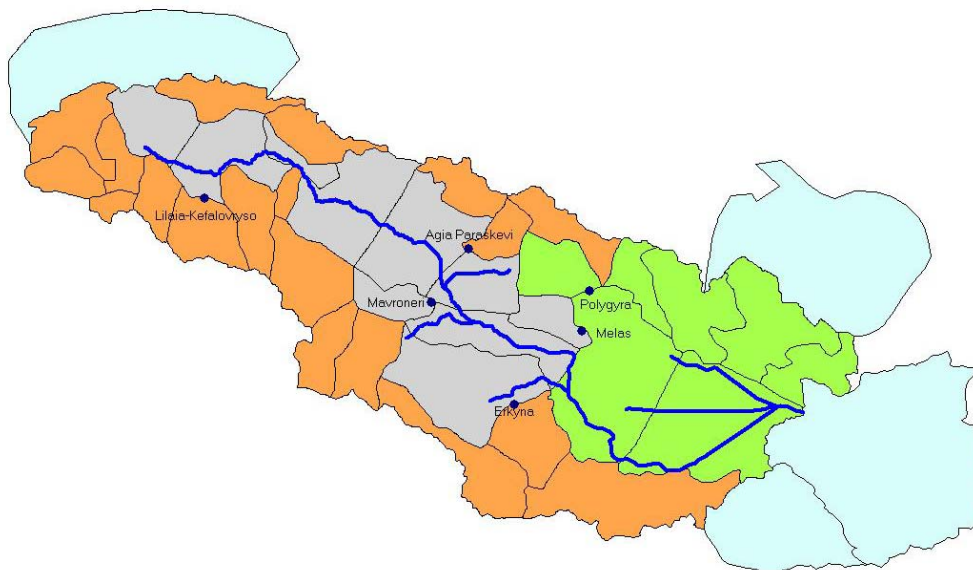 Lilaia-Kefalovryso
Agia Paraskevi
Mavroneri
Polygyra
Melas
Erkyna